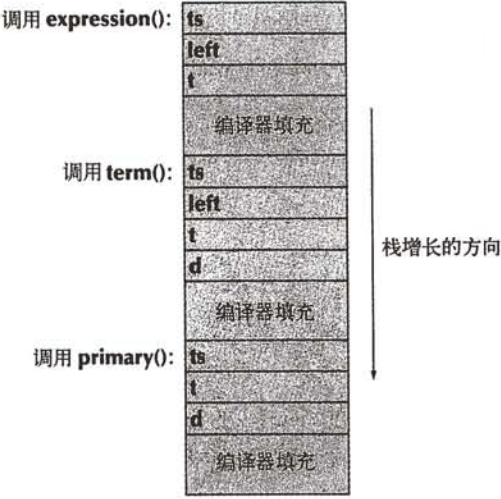 调用 expression(): ts
left
t
编译器填充
调用 term(): ts
left
t
d
栈增长的方向
编译器填充
调用 primary(): ts
t
d
编译器填充